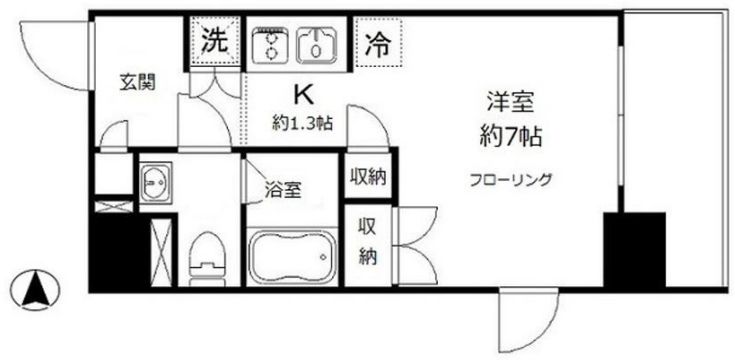 玄関
洗
K
約1.3帖
冷
洋室
約7帖
フローリング
浴室
収納
収
納